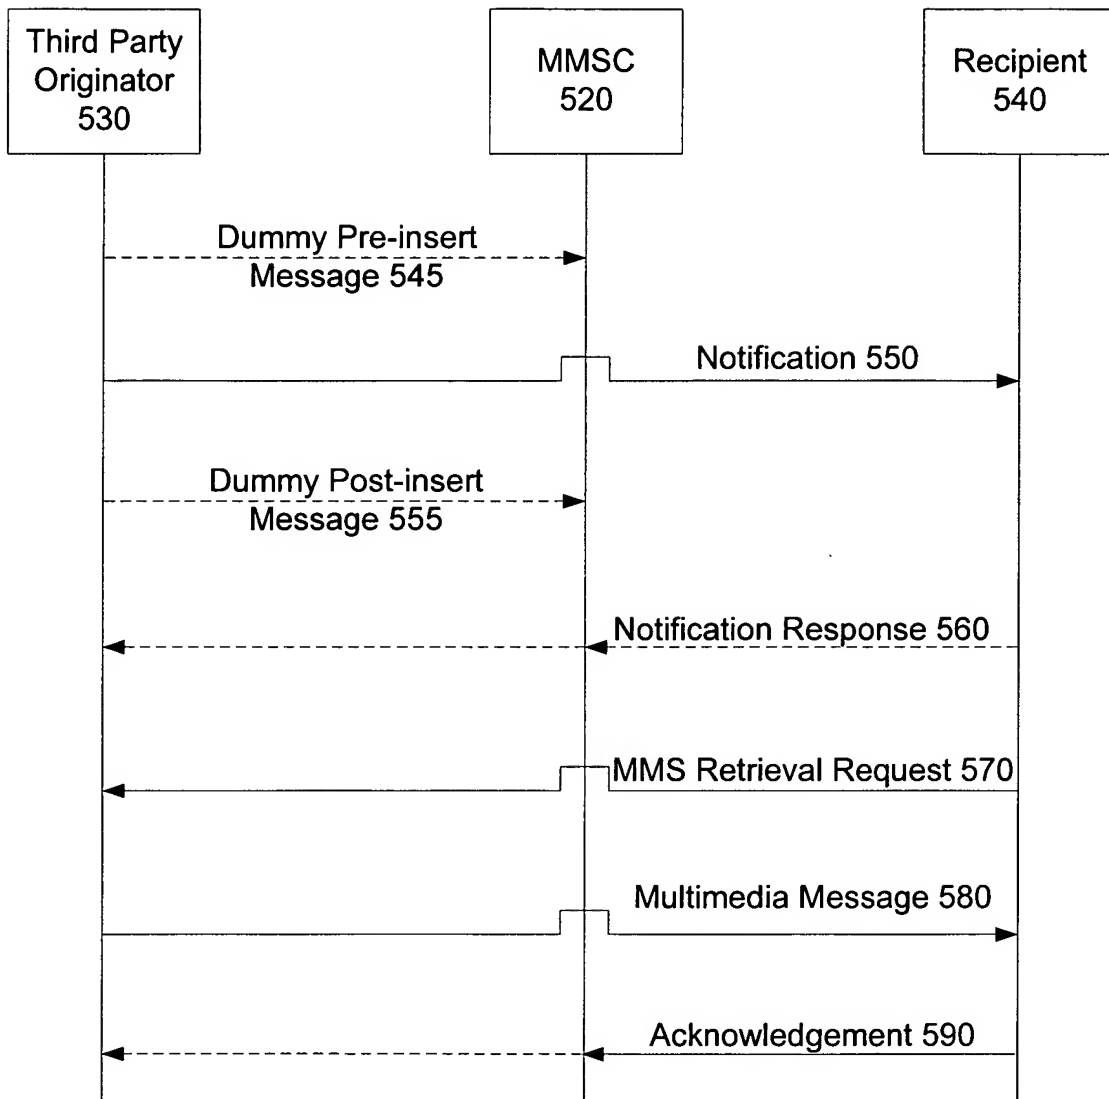 Third Party
Originator
530
MMSC
520
Recipient
540
Dummy Pre-insert
Message 545
Notification 550
Dummy Post-insert
Message 555
Notification Response 560
MMS Retrieval Request 570
Multimedia Message 580
Acknowledgement 590